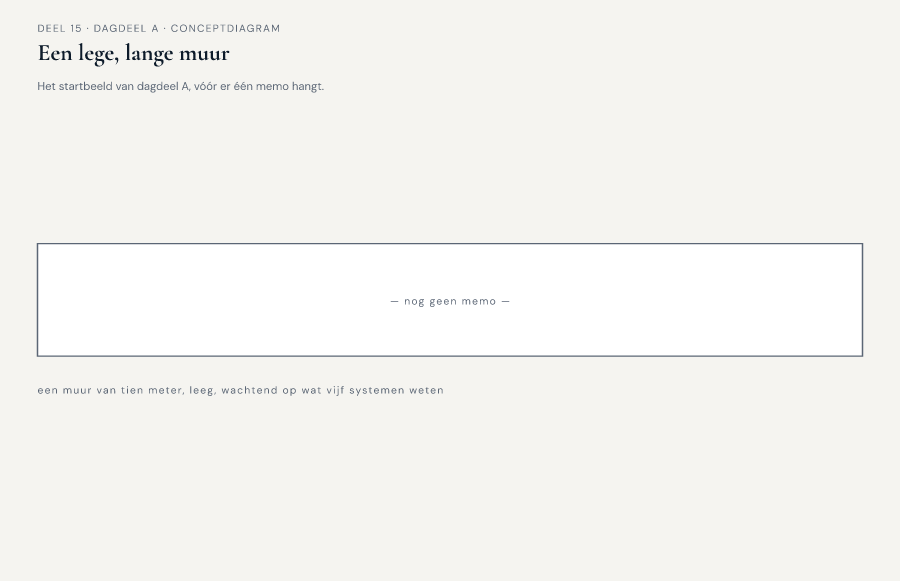 DEEL 15 · DAGDEEL A · CONCEPTDIAGRAM
Een lege, lange muur
Het startbeeld van dagdeel A, vóór er één memo hangt.
— nog geen memo —
een muur van tien meter, leeg, wachtend op wat vijf systemen weten